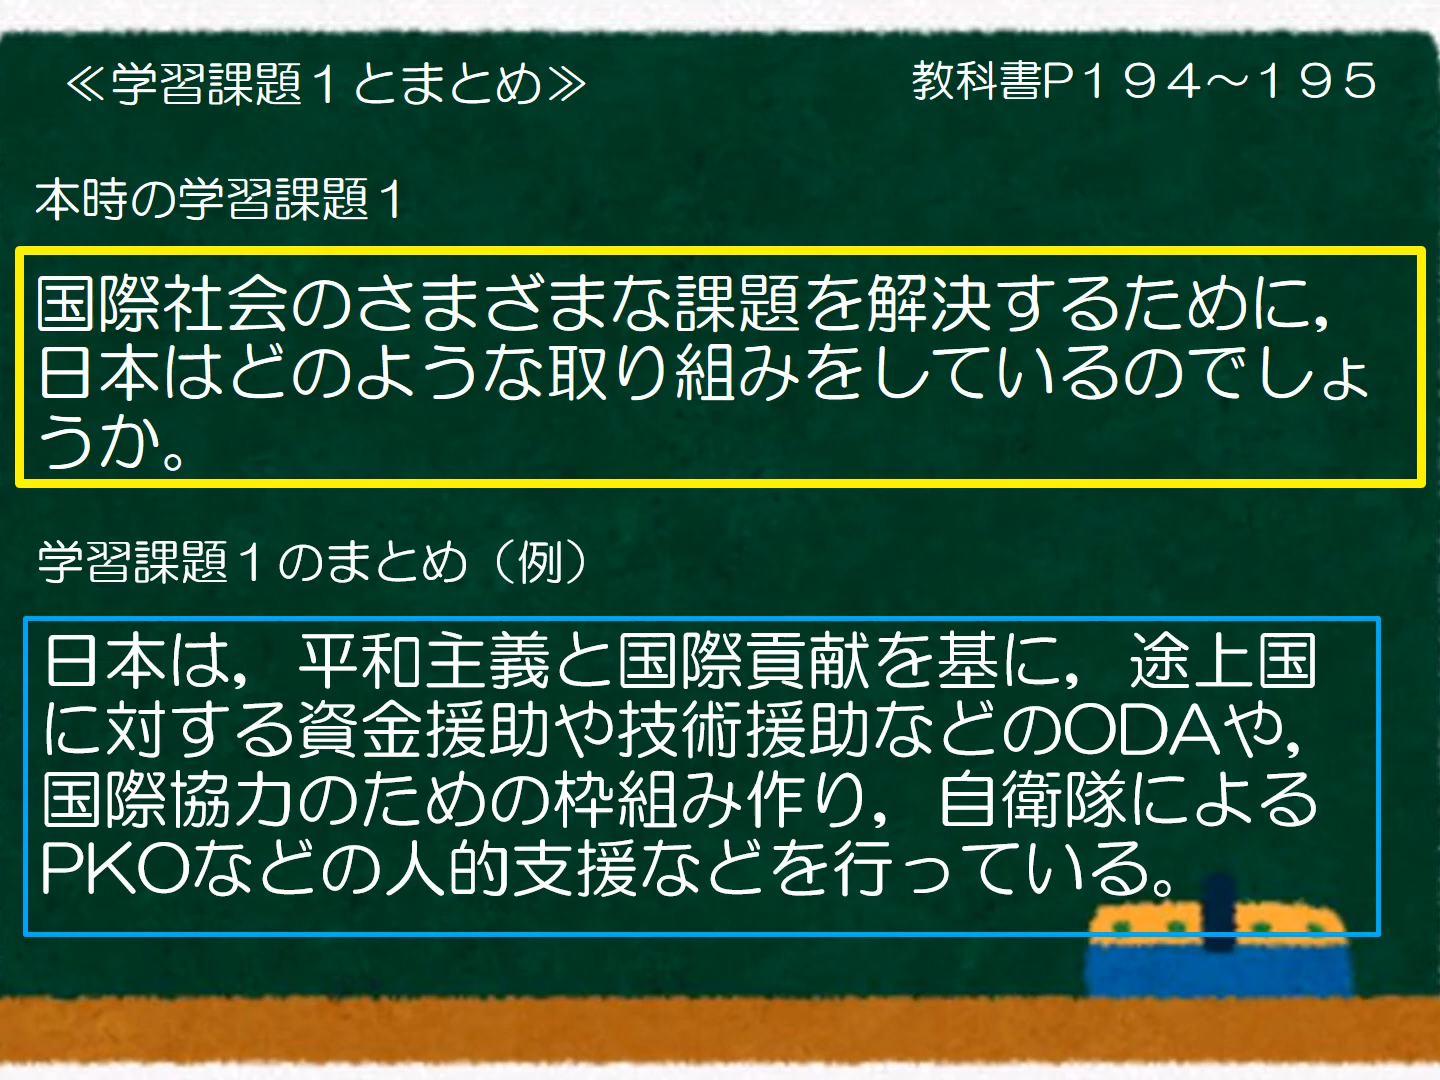 ≪学習課題１とまとめ≫
教科書P１９４～１９５
本時の学習課題１
国際社会のさまざまな課題を解決するために，
日本はどのような取り組みをしているのでしょ
うか。
学習課題１のまとめ（例）
日本は，平和主義と国際貢献を基に，途上国
に対する資金援助や技術援助などのODAや，
国際協力のための枠組み作り，自衛隊による
PKOなどの人的支援などを行っている。